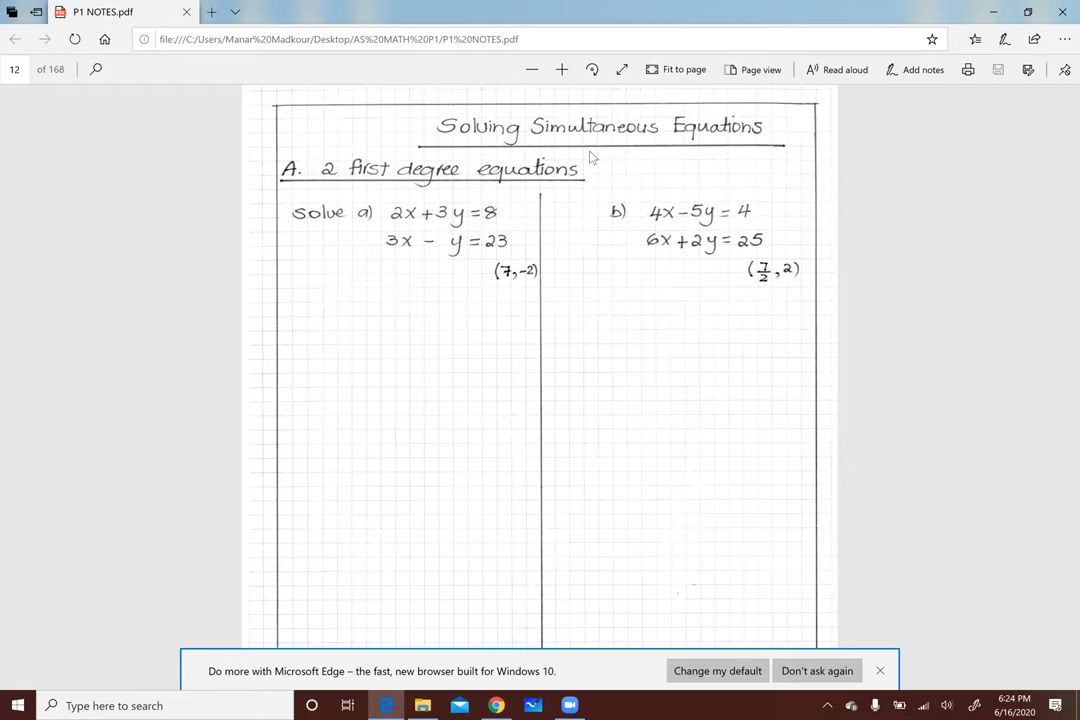 P1 NOTES.pdf
file:///C:/Users/Manar%20Madkour/Desktop/AS%20MATH%20P1/P1%20NOTES.pdf
12 of 168
Fit to page
Page view
Read aloud
Add notes
Solving Simultaneous Equations
A. 2 first degree equations
solve a) 2x+3y=8
3x - y=23
(7,-2)
b) 4x-5y=4
6x+2y=25
(7/2,2)
Do more with Microsoft Edge – the fast, new browser built for Windows 10.
Change my default
Don't ask again
Type here to search
6:24 PM
6/16/2020